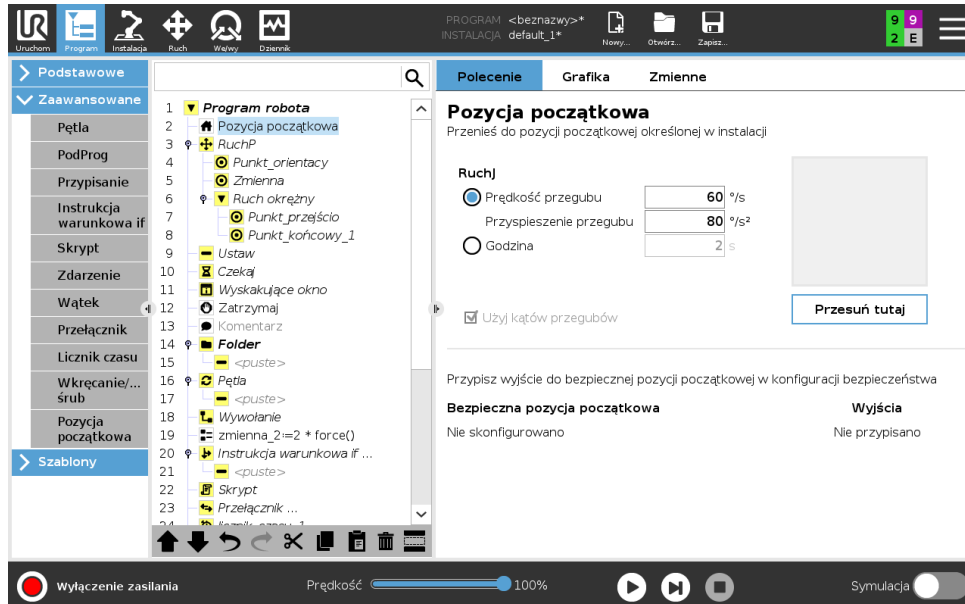 PROGRAM <beznazwy>*
INSTALACJA default_1*
Uruchom
Program
Instalacja
Ruch
We/wy
Dziennik
Nowy...
Otwórz...
Zapisz...
9 9
2 E
Podstawowe
Zaawansowane
Pętla
PodProg
Przypisanie
Instrukcja
warunkowa if
Skrypt
Zdarzenie
Wątek
Przełącznik
Licznik czasu
Wkręcanie/...
śrub
Pozycja
początkowa
Szablony
1 Program robota
2 Pozycja początkowa
3 RuchP
4 Punkt_orientacy
5 Zmienna
6 Ruch okrężny
7 Punkt_przejścio
8 Punkt_końcowy_1
9 Ustaw
10 Czekaj
11 Wyskakujące okno
12 Zatrzymaj
13 Komentarz
14 Folder
15 <puste>
16 Pętla
17 <puste>
18 Wywołanie
19 zmienna_2:=2 * force()
20 Instrukcja warunkowa if ...
21 <puste>
22 Skrypt
23 Przełącznik ...
Polecenie Grafika Zmienne
Pozycja początkowa
Przenieś do pozycji początkowej określonej w instalacji
RuchJ
Prędkość przegubu 60 °/s
Przyspieszenie przegubu 80 °/s²
Godzina 2 s
Przesuń tutaj
Użyj kątów przegubów
Przypisz wyjście do bezpiecznej pozycji początkowej w konfiguracji bezpieczeństwa
Bezpieczna pozycja początkowa Wyjścia
Nie skonfigurowano Nie przypisano
Wyłączenie zasilania
Prędkość 100%
Symulacja